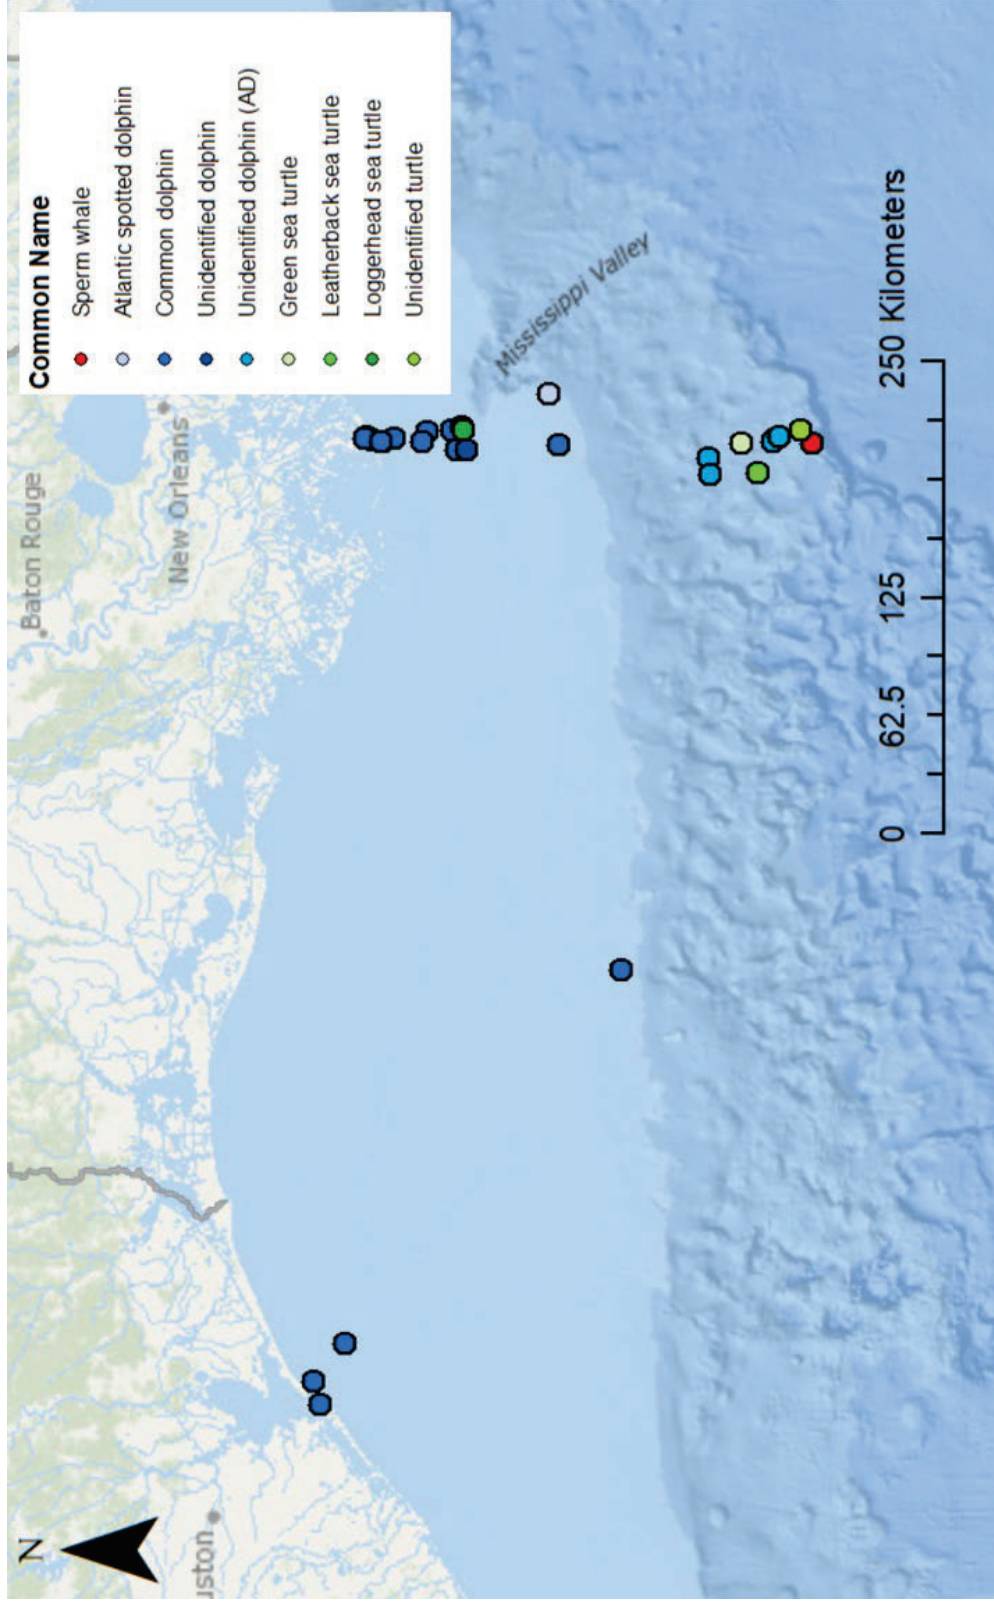 N
Baton Rouge
New Orleans
uston
Mississippi Valley
Common Name
Sperm whale
Atlantic spotted dolphin
Common dolphin
Unidentified dolphin
Unidentified dolphin (AD)
Green sea turtle
Leatherback sea turtle
Loggerhead sea turtle
Unidentified turtle
0 62.5 125 250 Kilometers